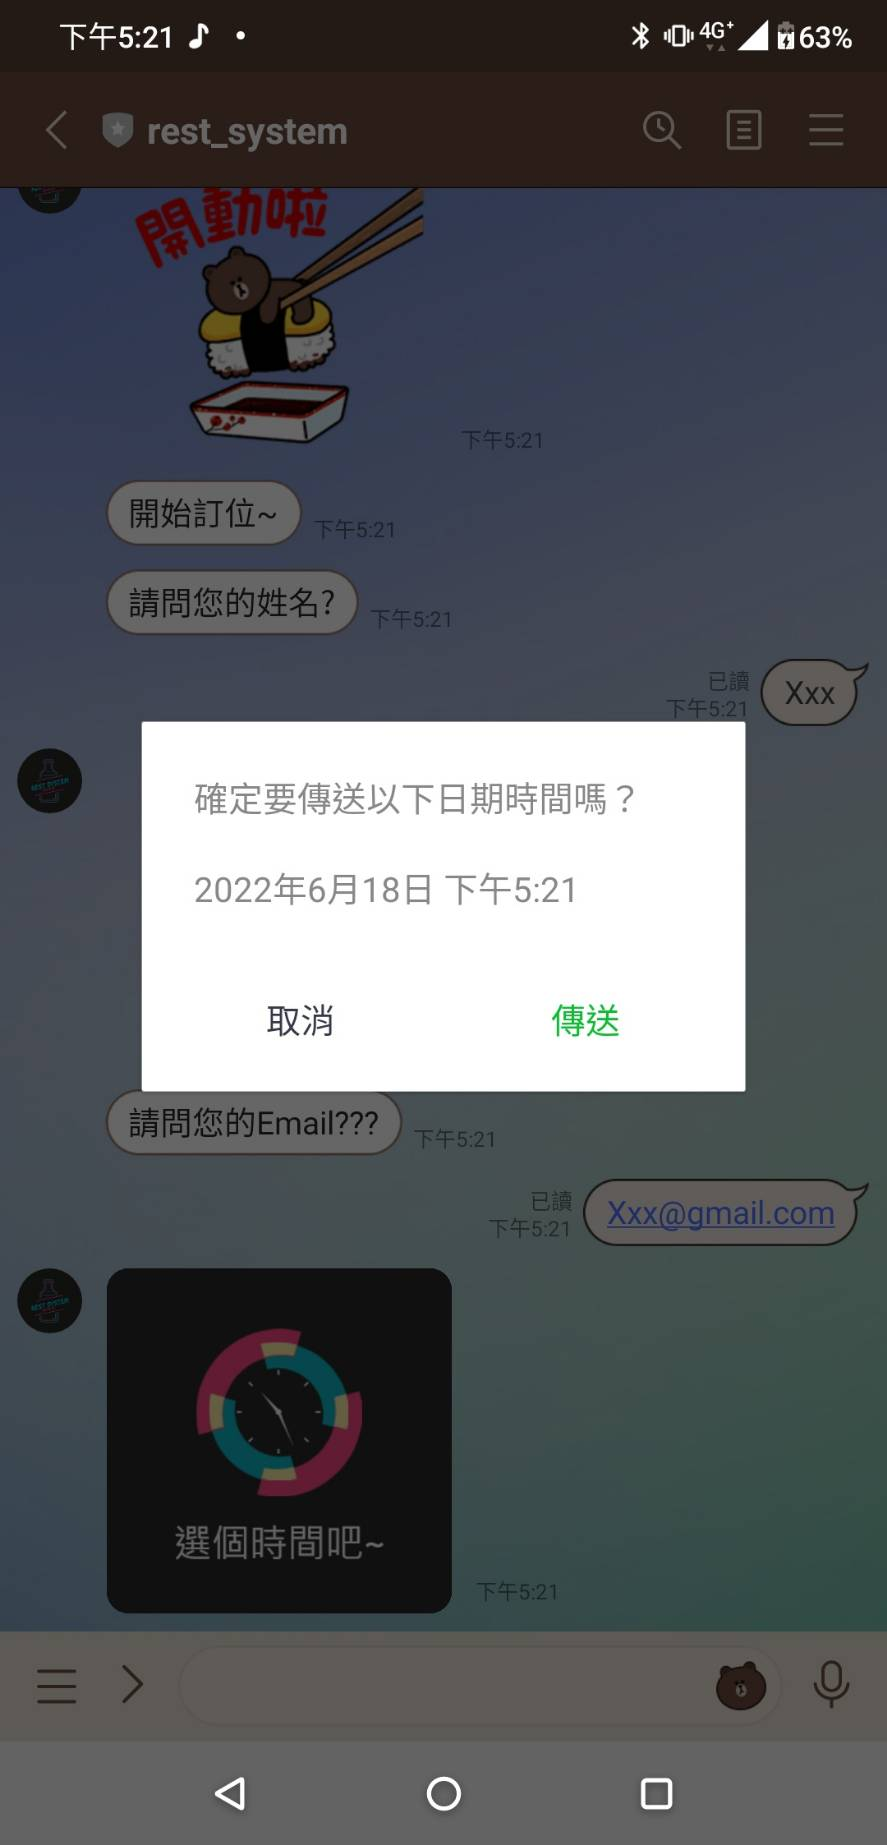 下午5:21
4G+
63%
rest_system
開動啦
下午5:21
開始訂位~
下午5:21
請問您的姓名?
下午5:21
已讀
下午5:21
Xxx
REST SYSTEM
確定要傳送以下日期時間嗎？
2022年6月18日 下午5:21
取消
傳送
請問您的Email???
下午5:21
已讀
下午5:21
Xxx@gmail.com
REST SYSTEM
選個時間吧~
下午5:21